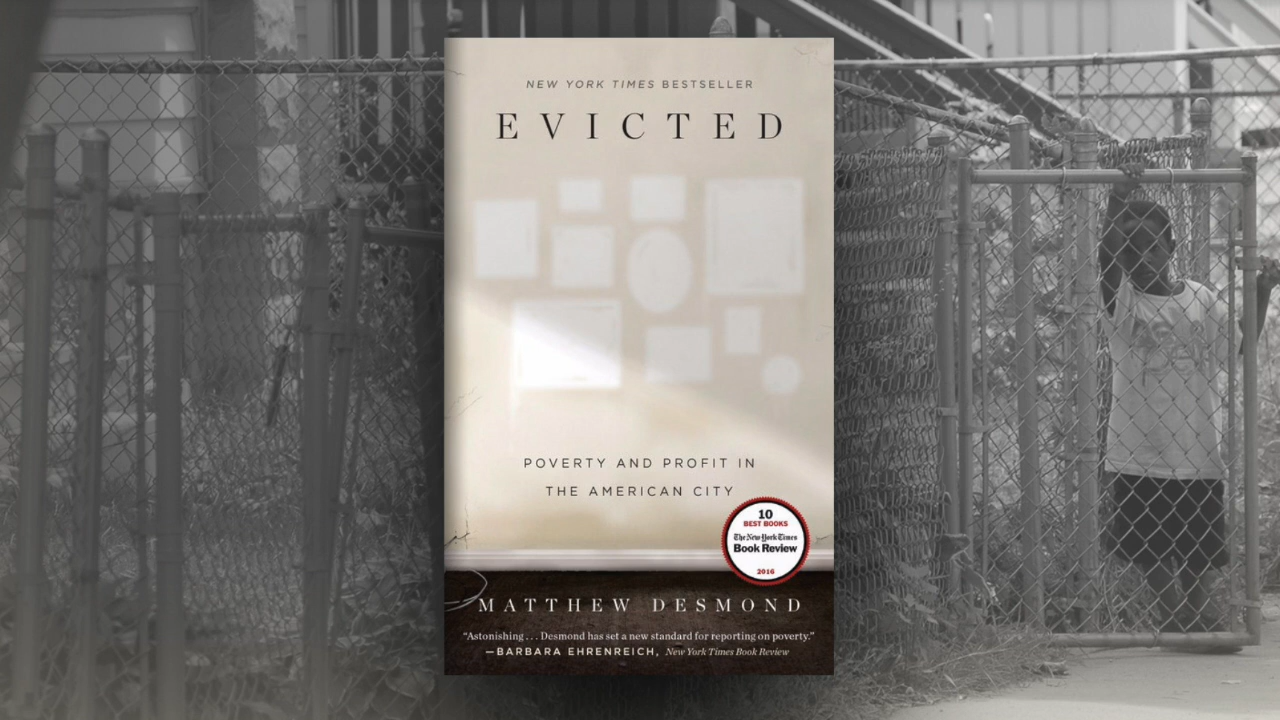 NEW YORK TIMES BESTSELLER
EVICTED
POVERTY AND PROFIT IN
THE AMERICAN CITY
10
BEST BOOKS
The New York Times
Book Review
2016
MATTHEW DESMOND
“Astonishing . . . Desmond has set a new standard for reporting on poverty.”
—BARBARA EHRENREICH, New York Times Book Review